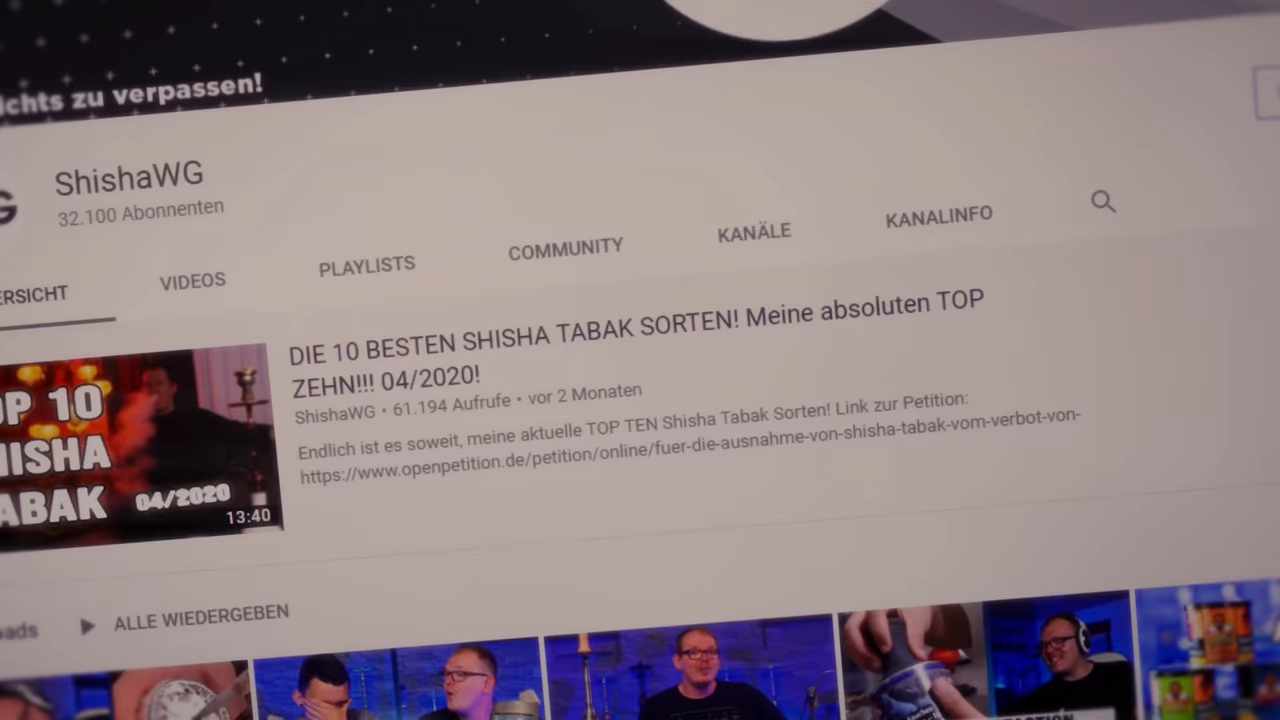 ichts zu verpassen!
G
ShishaWG
32.100 Abonnenten
ERSICHT
VIDEOS
PLAYLISTS
COMMUNITY
KANÄLE
KANALINFO
OP 10
HISHA
ABAK
04/2020
13:40
DIE 10 BESTEN SHISHA TABAK SORTEN! Meine absoluten TOP
ZEHN!!! 04/2020!
ShishaWG • 61.194 Aufrufe • vor 2 Monaten
Endlich ist es soweit, meine aktuelle TOP TEN Shisha Tabak Sorten! Link zur Petition:
https://www.openpetition.de/petition/online/fuer-die-ausnahme-von-shisha-tabak-vom-verbot-von-
oads
ALLE WIEDERGEBEN